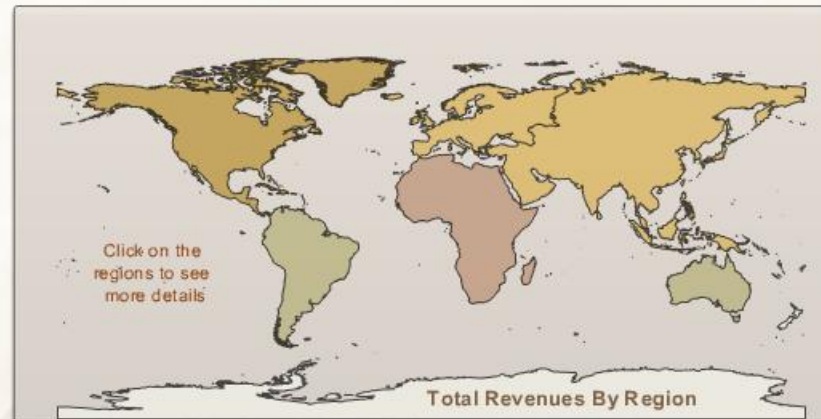 Click on the
regions to see
more details
Total Revenues By Region